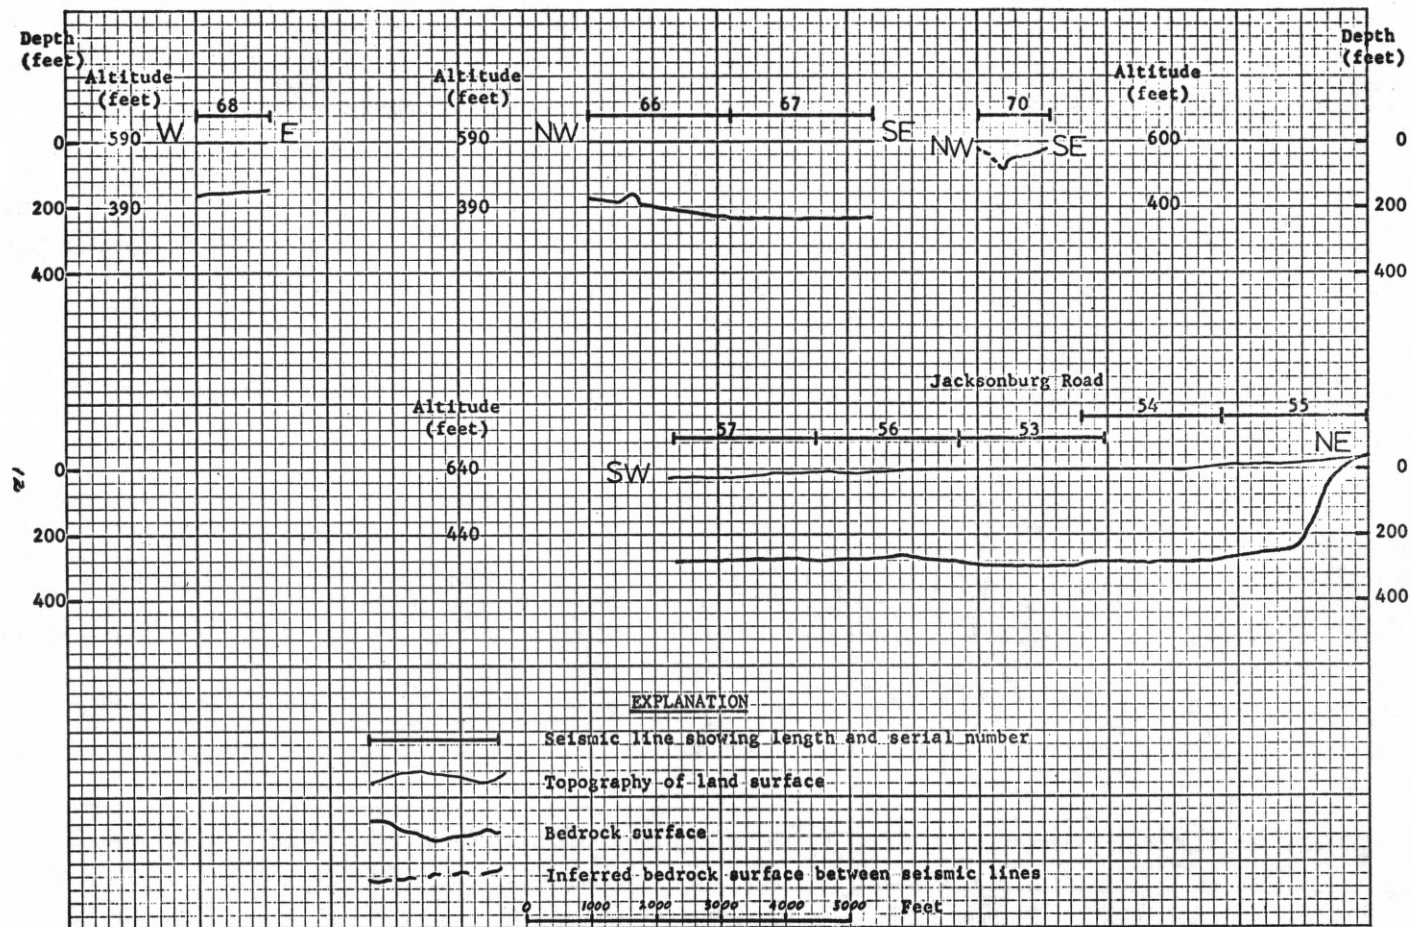 Depth
(feet)
Depth
(feet)
Altitude
(feet)
Altitude
(feet)
Altitude
(feet)
68
66
67
70
590
W
E
590
NW
SE
NW
SE
600
0
0
390
390
400
200
200
400
400
Jacksonburg Road
Altitude
(feet)
54
55
57
56
53
NE
0
640
SW
0
200
440
200
400
400
EXPLANATION
Seismic line showing length and serial number
Topography of land surface
Bedrock surface
Inferred bedrock surface between seismic lines
0 1000 2000 3000 4000 5000 Feet